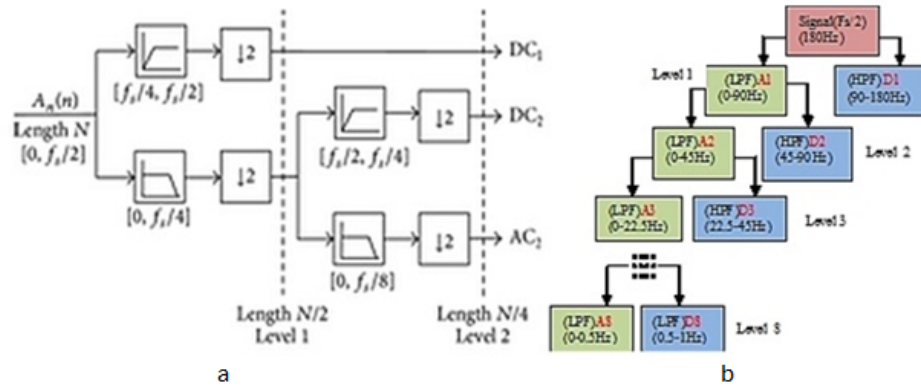 A_n(n)
Length N
[0, f_s/2]
[f_s/4, f_s/2]
↓2
DC_1
[0, f_s/4]
↓2
[f_s/2, f_s/4]
↓2
DC_2
[0, f_s/8]
↓2
AC_2
Length N/2
Level 1
Length N/4
Level 2
a
Signal(Fs/2)
(180Hz)
Level 1
(LPF)A1
(0-90Hz)
(HPF)D1
(90-180Hz)
(LPF)A2
(0-45Hz)
(HPF)D2
(45-90Hz)
Level 2
(LPF)A3
(0-22.5Hz)
(HPF)D3
(22.5-45Hz)
Level 3
(LPF)A8
(0-0.5Hz)
(LPF)D8
(0.5-1Hz)
Level 8
b